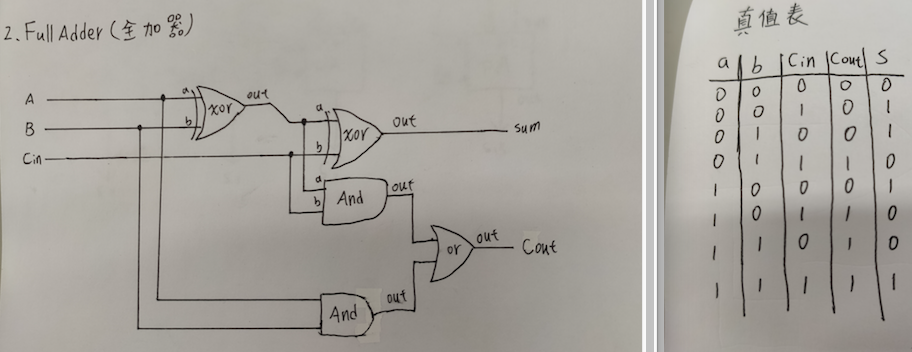 2. Full Adder (全加器)
A
B
Cin
a
b
xor
out
a
b
xor
out
sum
a
b
And
out
or
out
Cout
And
out
真值表
a b Cin Cout S
0 0 0 0 0
0 0 1 0 1
0 1 0 0 1
0 1 1 1 0
1 0 0 0 1
1 0 1 1 0
1 1 0 1 0
1 1 1 1 1